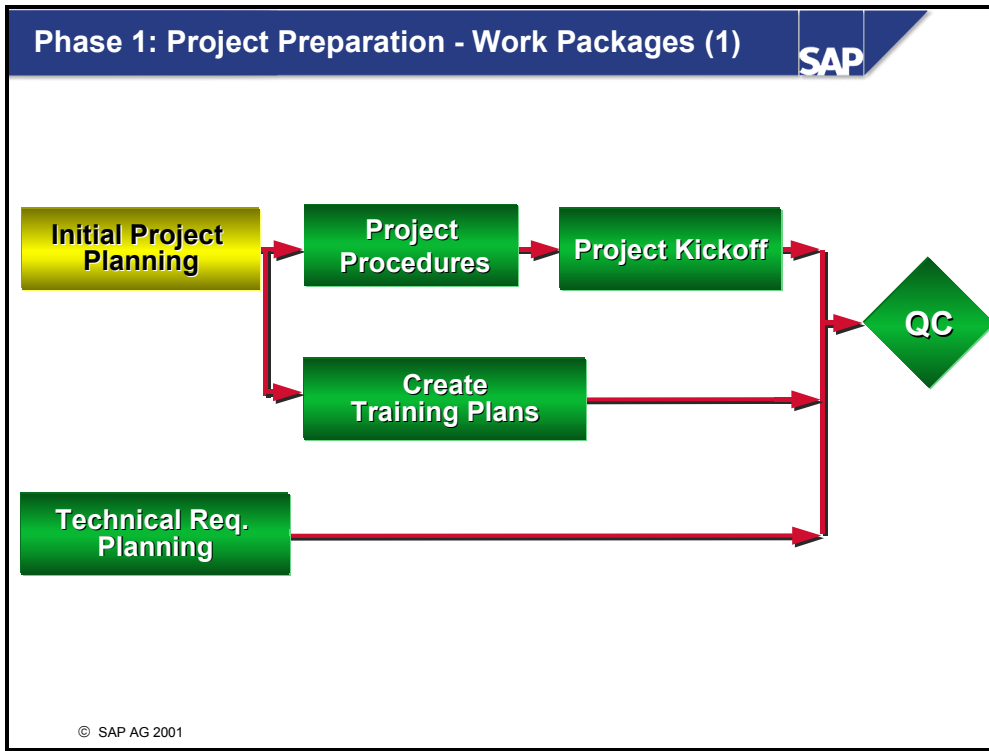 Phase 1: Project Preparation - Work Packages (1)
SAP
Initial Project
Planning
Project
Procedures
Project Kickoff
QC
Create
Training Plans
Technical Req.
Planning
© SAP AG 2001